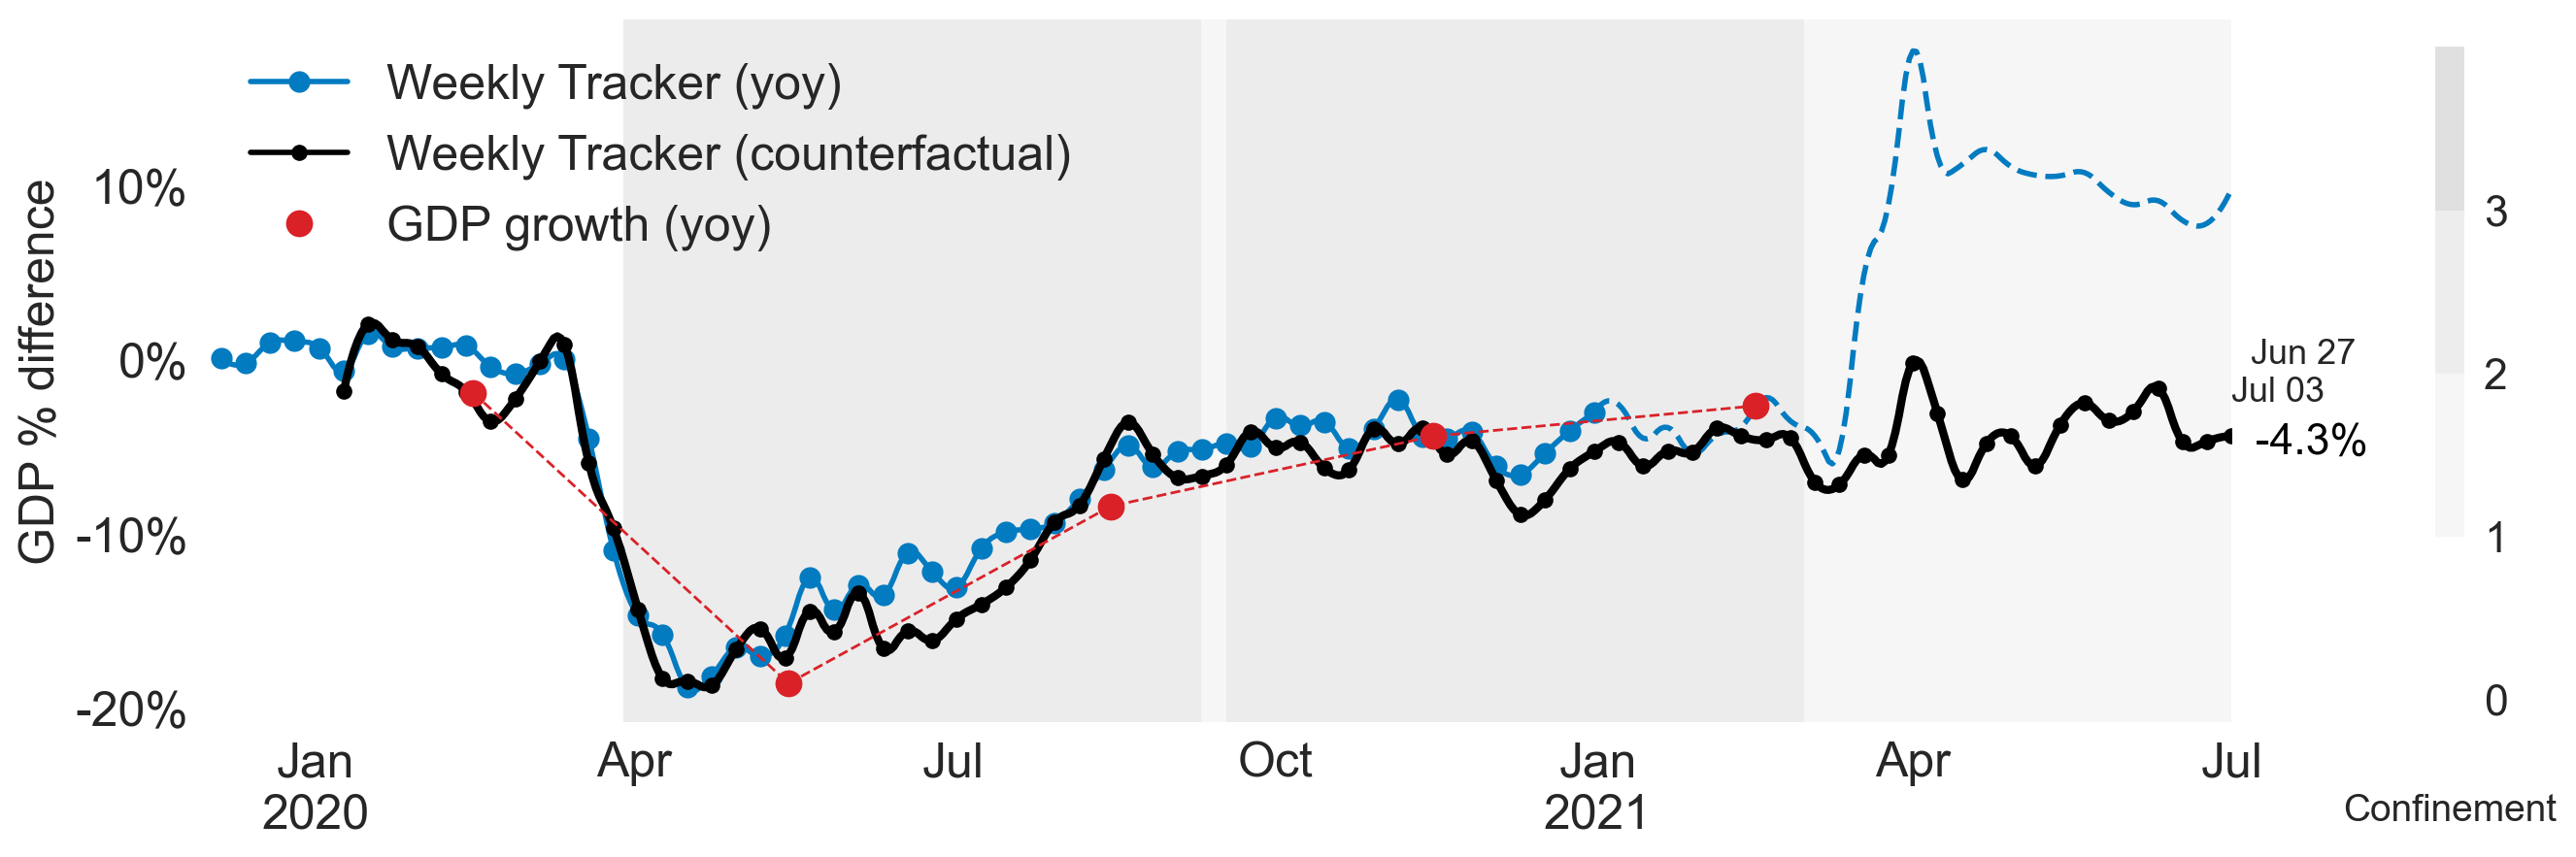 Weekly Tracker (yoy)
Weekly Tracker (counterfactual)
GDP growth (yoy)
GDP % difference
10%
0%
-10%
-20%
Jan
2020
Apr
Jul
Oct
Jan
2021
Apr
Jul
Jun 27
Jul 03
-4.3%
3
2
1
0
Confinement